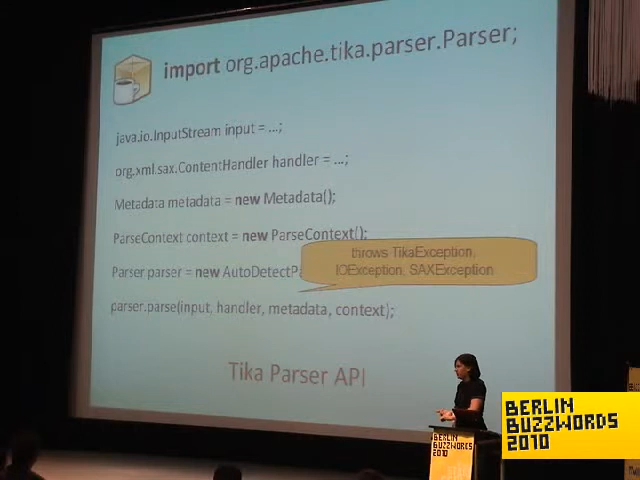 import org.apache.tika.parser.Parser;
java.io.InputStream input = ...;
org.xml.sax.ContentHandler handler = ...;
Metadata metadata = new Metadata();
ParseContext context = new ParseContext();
Parser parser = new AutoDetectPa
throws TikaException,
IOException, SAXException
parser.parse(input, handler, metadata, context);
Tika Parser API
BERLIN
BUZZWORDS
2010
BERLIN
BUZZWORDS
2010